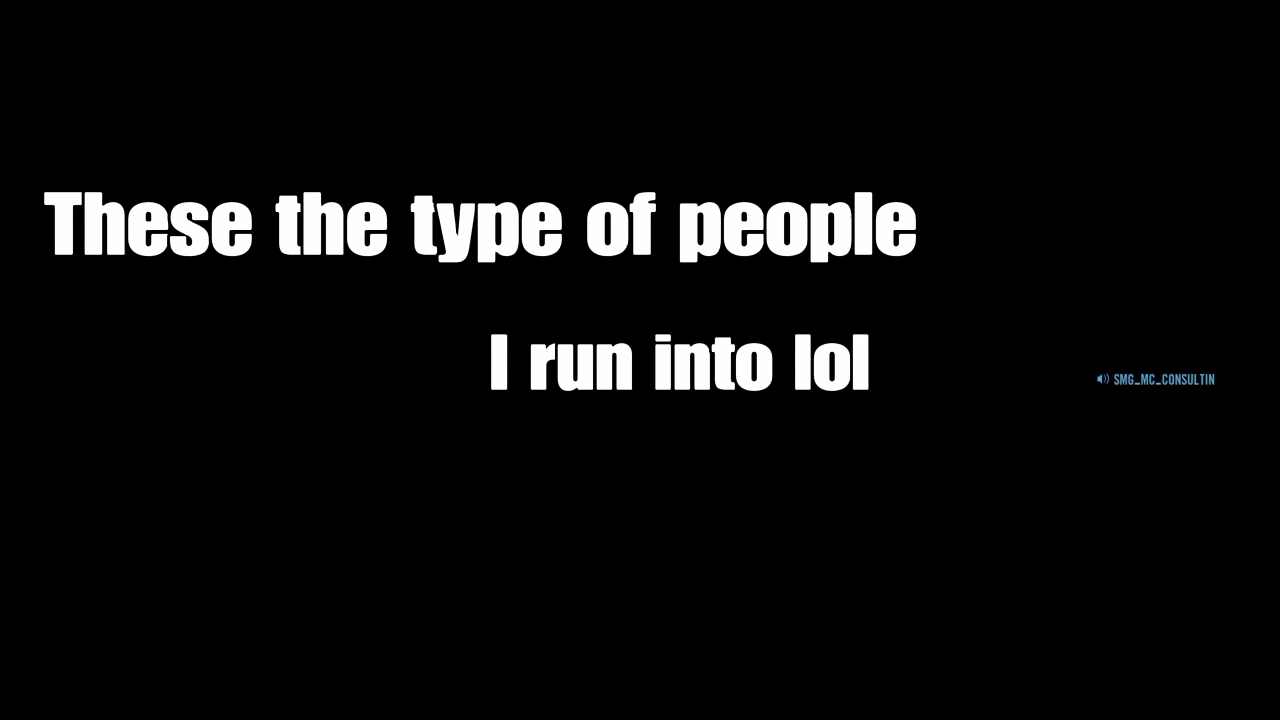 These the type of people
I run into lol
SMG_MC_CONSULTIN